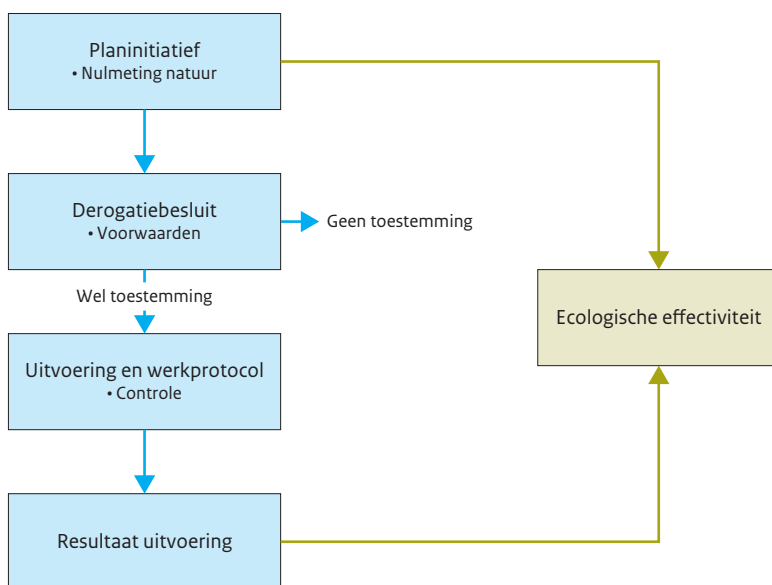 Planinitiatief
• Nulmeting natuur
Derogatiebesluit
• Voorwaarden
Geen toestemming
Wel toestemming
Ecologische effectiviteit
Uitvoering en werkprotocol
• Controle
Resultaat uitvoering